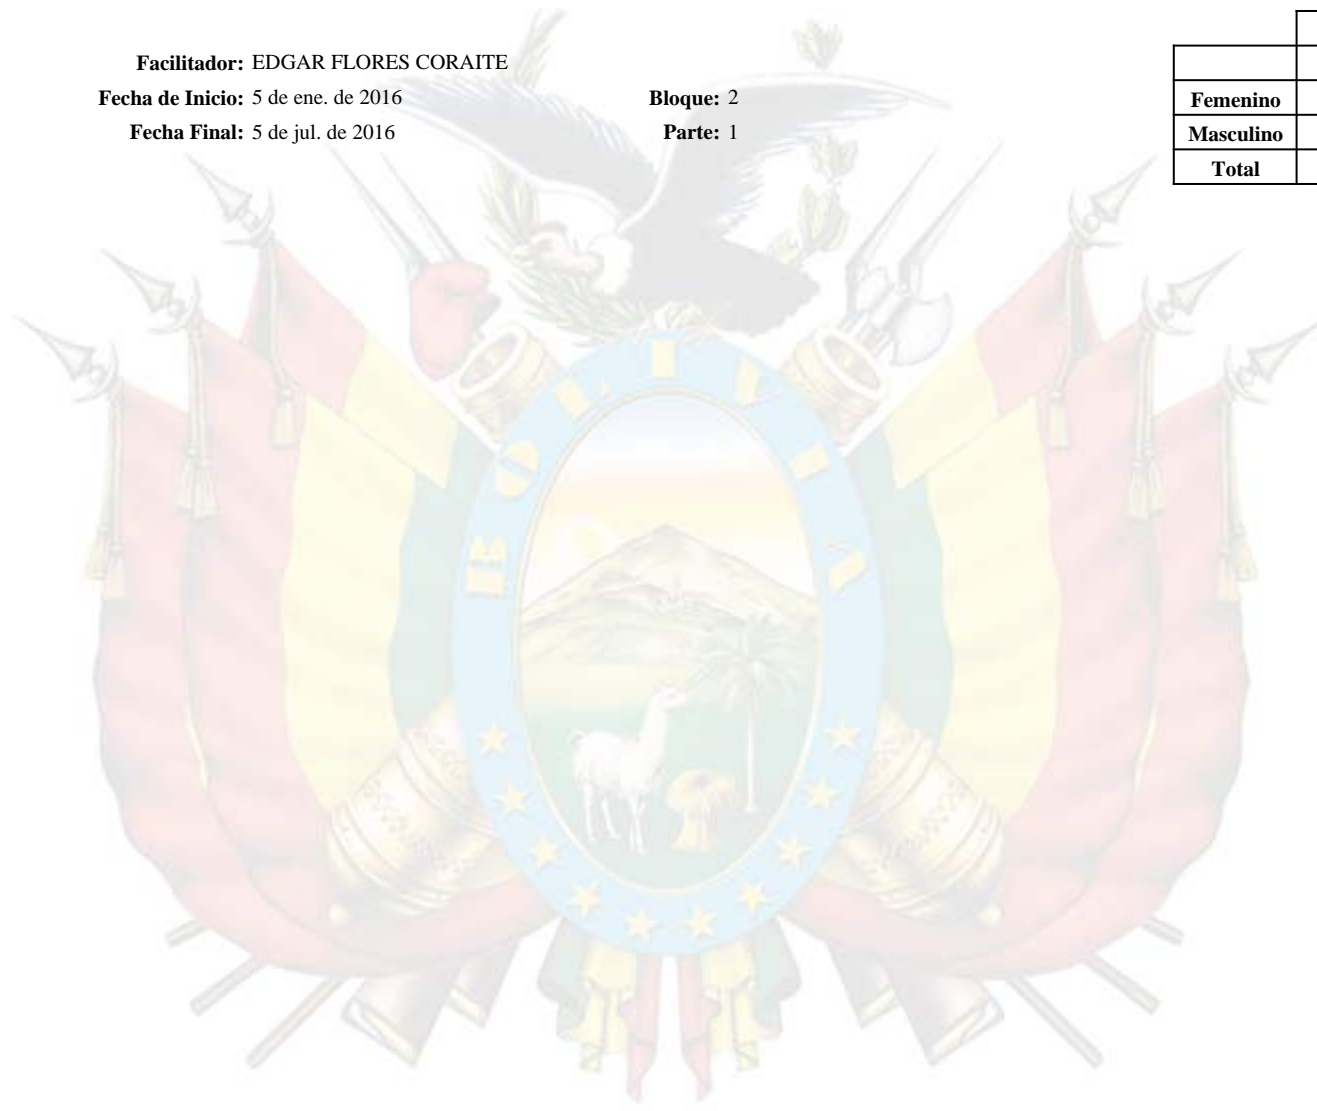 Facilitador: EDGAR FLORES CORAITE
Fecha de Inicio: 5 de ene. de 2016 Bloque: 2
Fecha Final: 5 de jul. de 2016 Parte: 1
Femenino
Masculino
Total
BOLIVIA